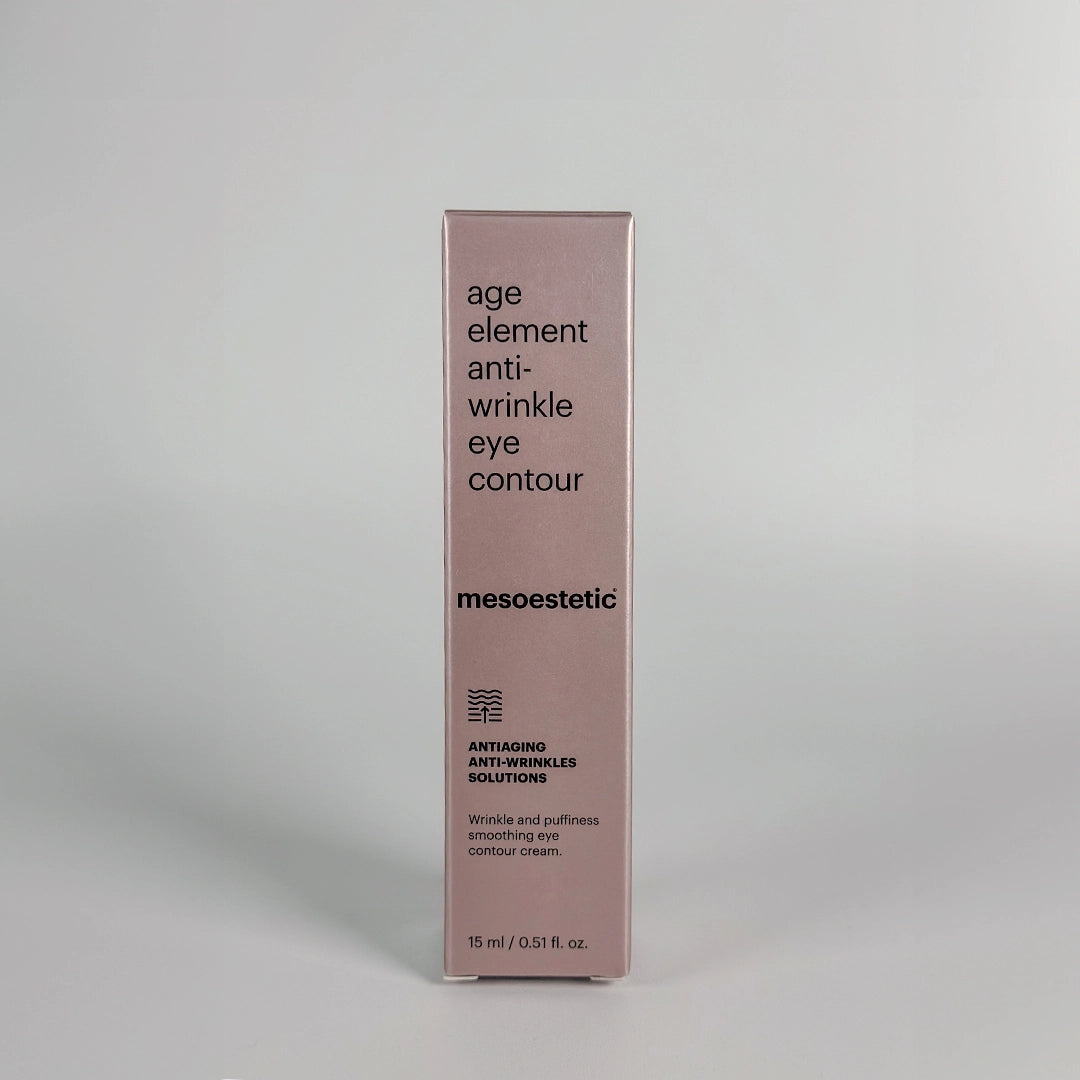 age
element
anti-
wrinkle
eye
contour
mesoestetic®
ANTIAGING
ANTI-WRINKLES
SOLUTIONS
Wrinkle and puffiness
smoothing eye
contour cream.
15 ml / 0.51 fl. oz.